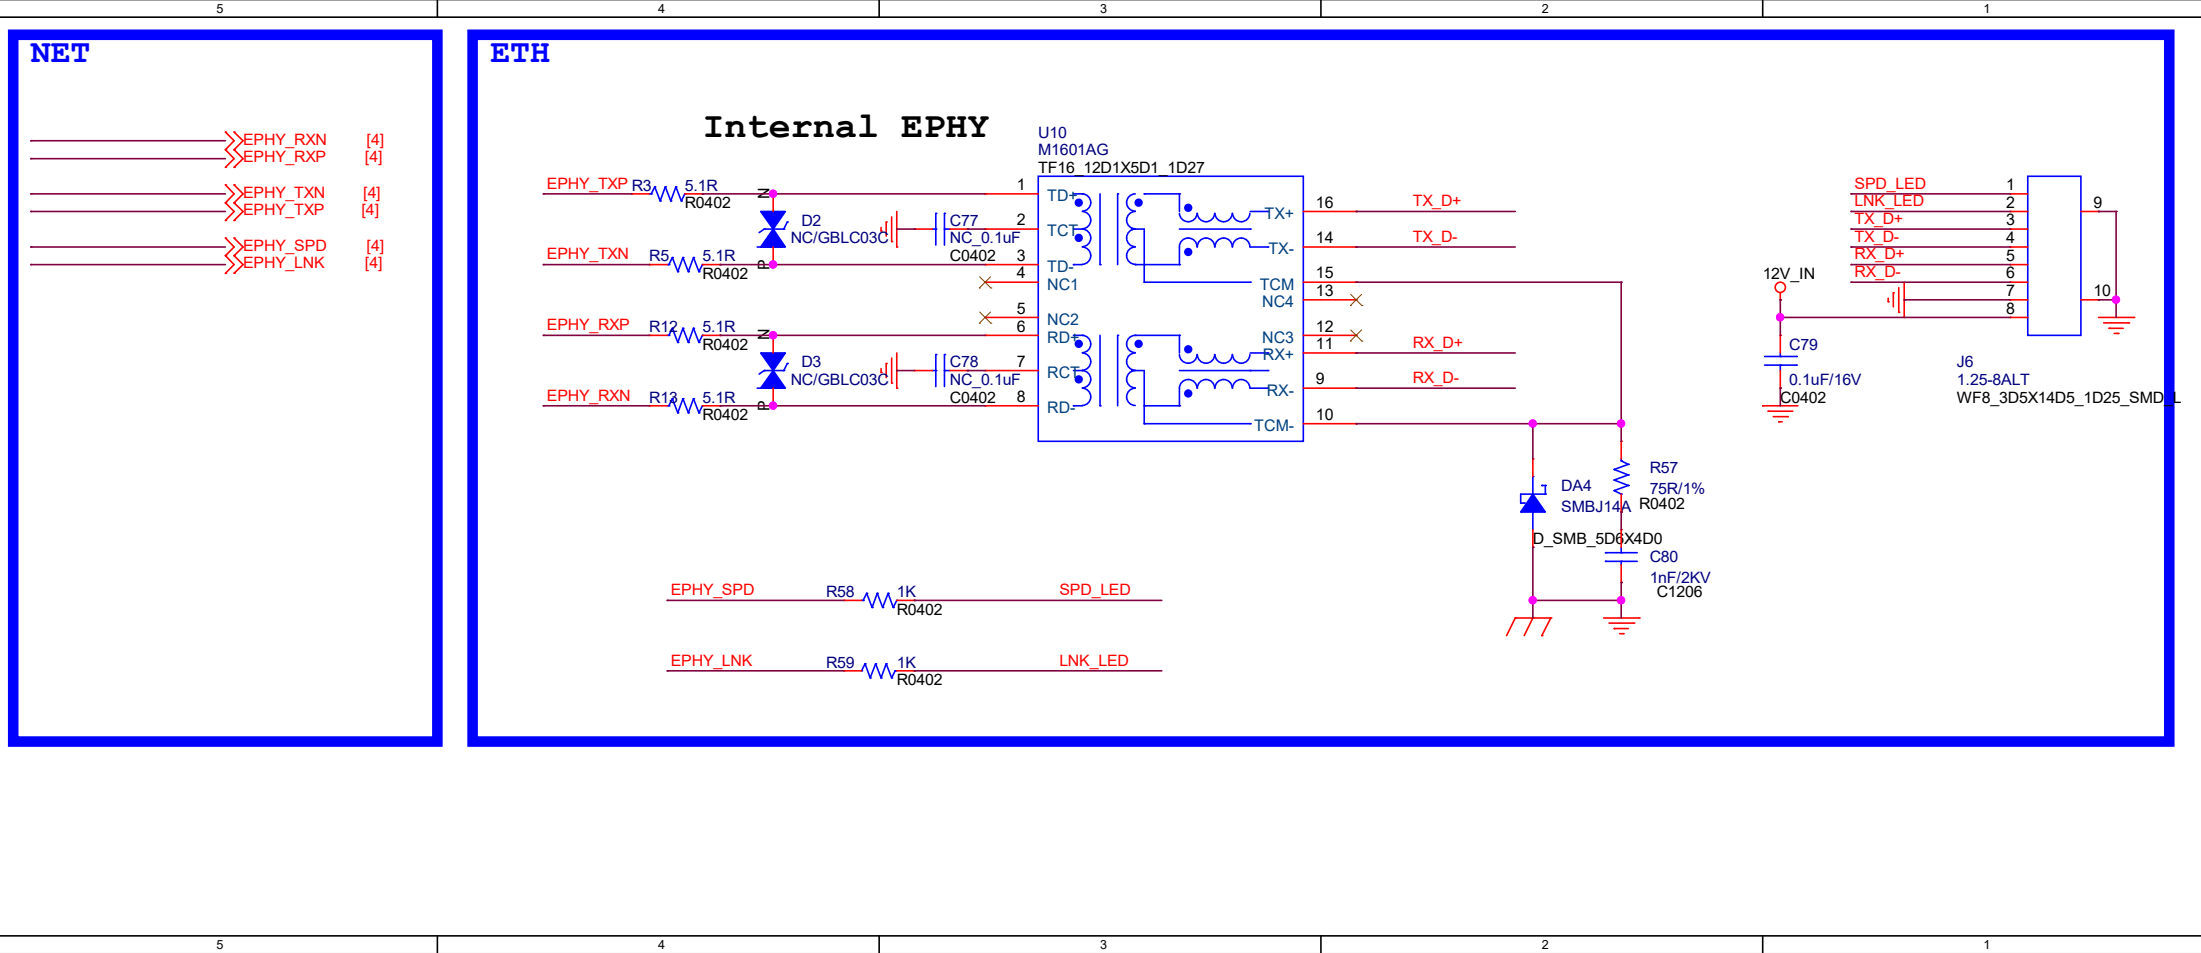 5 4 3 2 1
NET
EPHY_RXN [4]
EPHY_RXP [4]
EPHY_TXN [4]
EPHY_TXP [4]
EPHY_SPD [4]
EPHY_LNK [4]
ETH
Internal EPHY
U10
M1601AG
TF16_12D1X5D1_1D27
EPHY_TXP R3 5.1R
R0402
N
D2
NC/GBLC03C
P
EPHY_TXN R5 5.1R
R0402
C77
NC_0.1uF
C0402
EPHY_RXP R12 5.1R
R0402
N
D3
NC/GBLC03C
P
EPHY_RXN R13 5.1R
R0402
C78
NC_0.1uF
C0402
1 TD+
2 TCT
3 TD-
4 NC1
5 NC2
6 RD+
7 RCT
8 RD-
TX+ 16 TX_D+
TX- 14 TX_D-
TCM 15
NC4 13
NC3 12
RX+ 11 RX_D+
RX- 9 RX_D-
TCM- 10
DA4
SMBJ14A
D_SMB_5D6X4D0
R57
75R/1%
R0402
C80
1nF/2KV
C1206
EPHY_SPD R58 1K SPD_LED
R0402
EPHY_LNK R59 1K LNK_LED
R0402
SPD_LED 1
LNK_LED 2
TX_D+ 3
TX_D- 4
RX_D+ 5
RX_D- 6
7
8
9
10
12V_IN
C79
0.1uF/16V
C0402
J6
1.25-8ALT
WF8_3D5X14D5_1D25_SMD_L
5 4 3 2 1